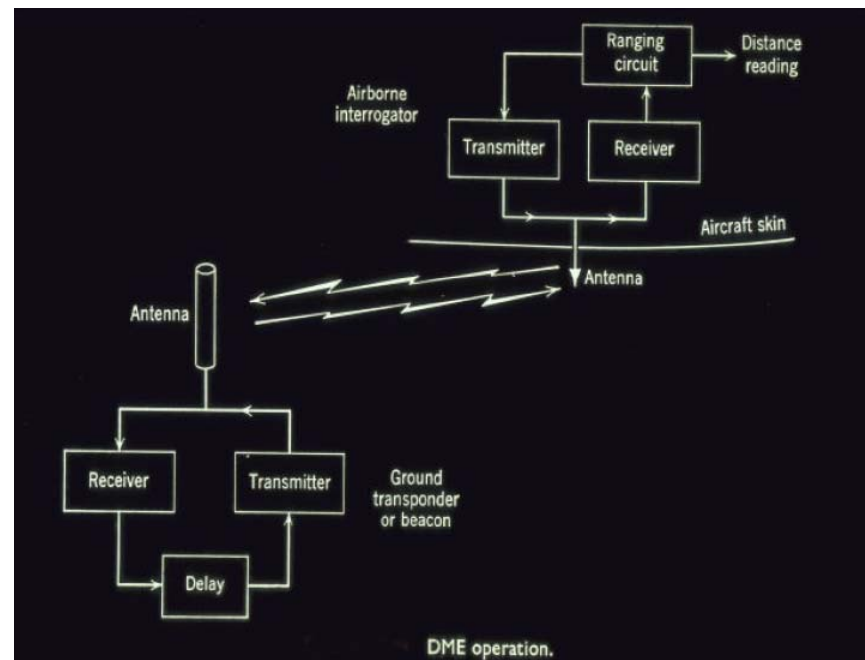 Ranging
circuit
Distance
reading
Airborne
interrogator
Transmitter
Receiver
Aircraft skin
Antenna
Antenna
Receiver
Transmitter
Ground
transponder
or beacon
Delay
DME operation.